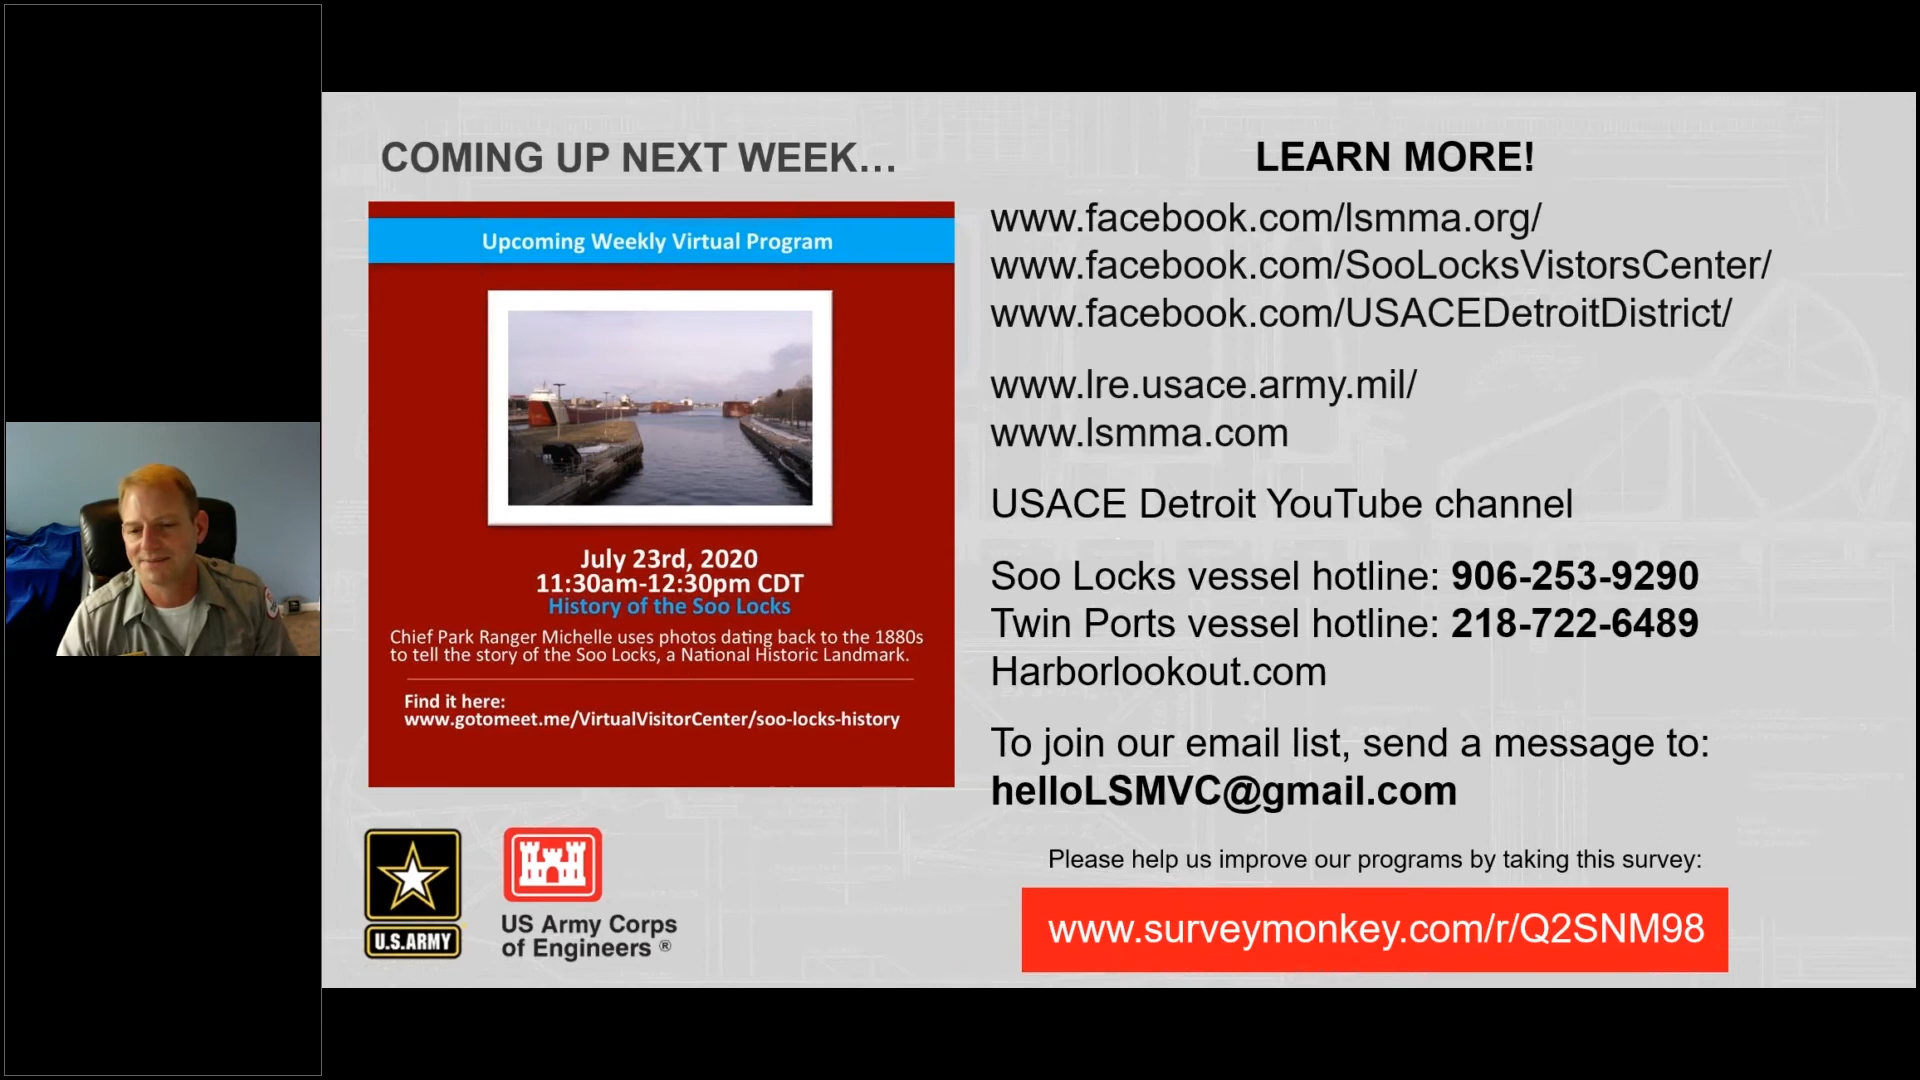 COMING UP NEXT WEEK...
Upcoming Weekly Virtual Program
July 23rd, 2020
11:30am-12:30pm CDT
History of the Soo Locks
Chief Park Ranger Michelle uses photos dating back to the 1880s
to tell the story of the Soo Locks, a National Historic Landmark.
Find it here:
www.gotomeet.me/VirtualVisitorCenter/soo-locks-history
U.S.ARMY
US Army Corps
of Engineers ®
LEARN MORE!
www.facebook.com/lsmma.org/
www.facebook.com/SooLocksVistorsCenter/
www.facebook.com/USACEDetroitDistrict/
www.lre.usace.army.mil/
www.lsmma.com
USACE Detroit YouTube channel
Soo Locks vessel hotline: 906-253-9290
Twin Ports vessel hotline: 218-722-6489
Harborlookout.com
To join our email list, send a message to:
helloLSMVC@gmail.com
Please help us improve our programs by taking this survey:
www.surveymonkey.com/r/Q2SNM98